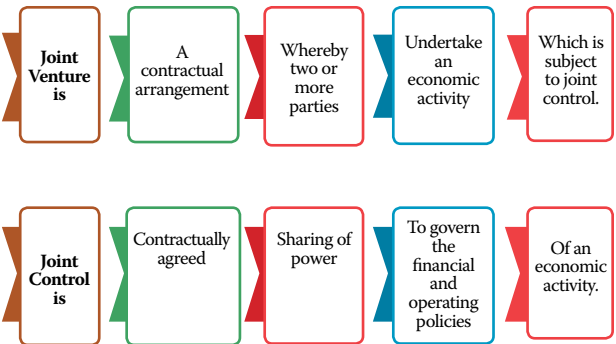 Joint
Venture
is
A
contractual
arrangement
Whereby
two or
more
parties
Undertake
an
economic
activity
Which is
subject
to joint
control.
Joint
Control
is
Contractually
agreed
Sharing of
power
To govern
the
financial
and
operating
policies
Of an
economic
activity.